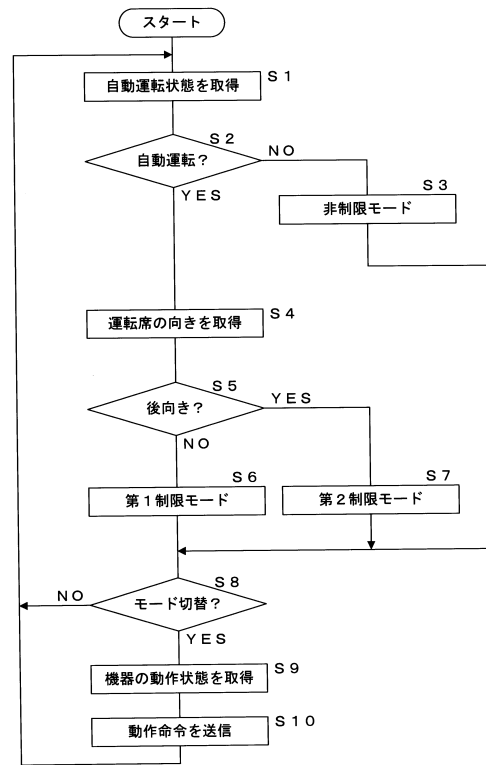 スタート
自動運転状態を取得
S1
自動運転?
S2
NO
YES
非制限モード
S3
運転席の向きを取得
S4
後向き?
S5
YES
NO
第1制限モード
S6
第2制限モード
S7
モード切替?
S8
NO
YES
機器の動作状態を取得
S9
動作命令を送信
S10